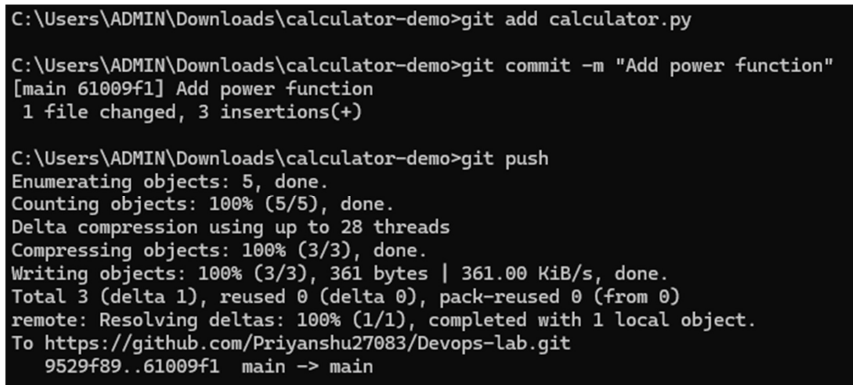 C:\Users\ADMIN\Downloads\calculator-demo>git add calculator.py
C:\Users\ADMIN\Downloads\calculator-demo>git commit -m "Add power function"
[main 61009f1] Add power function
 1 file changed, 3 insertions(+)
C:\Users\ADMIN\Downloads\calculator-demo>git push
Enumerating objects: 5, done.
Counting objects: 100% (5/5), done.
Delta compression using up to 28 threads
Compressing objects: 100% (3/3), done.
Writing objects: 100% (3/3), 361 bytes | 361.00 KiB/s, done.
Total 3 (delta 1), reused 0 (delta 0), pack-reused 0 (from 0)
remote: Resolving deltas: 100% (1/1), completed with 1 local object.
To https://github.com/Priyanshu27083/Devops-lab.git
   9529f89..61009f1  main -> main